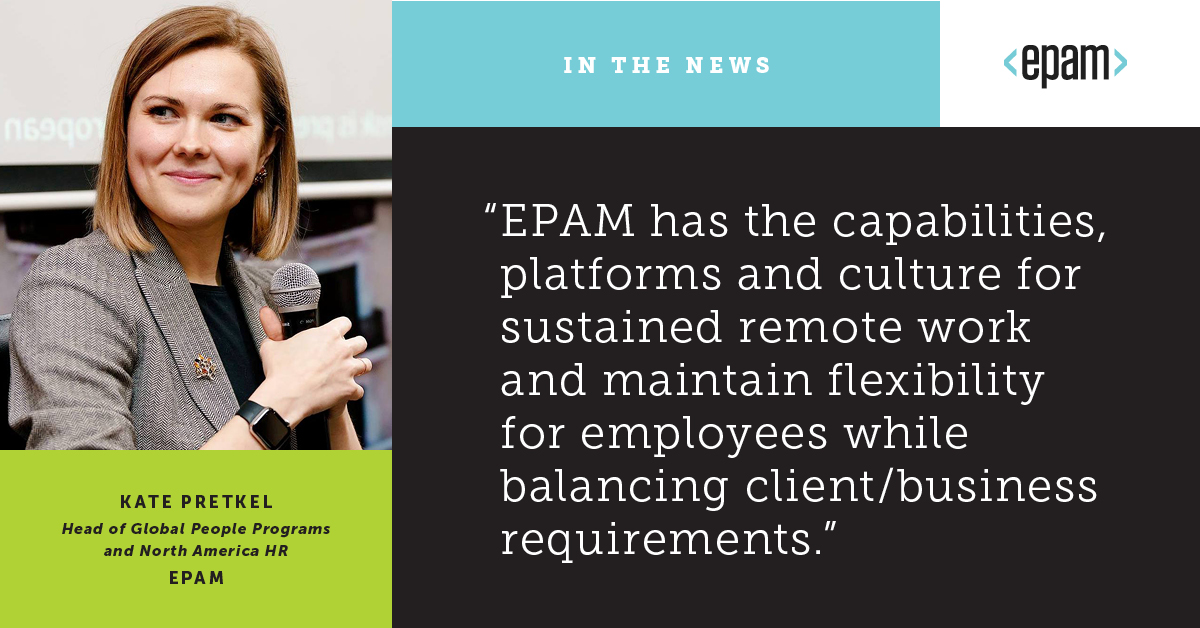 IN THE NEWS
<epam>
“EPAM has the capabilities,
platforms and culture for
sustained remote work
and maintain flexibility
for employees while
balancing client/business
requirements.”
KATE PRETKEL
Head of Global People Programs
and North America HR
EPAM